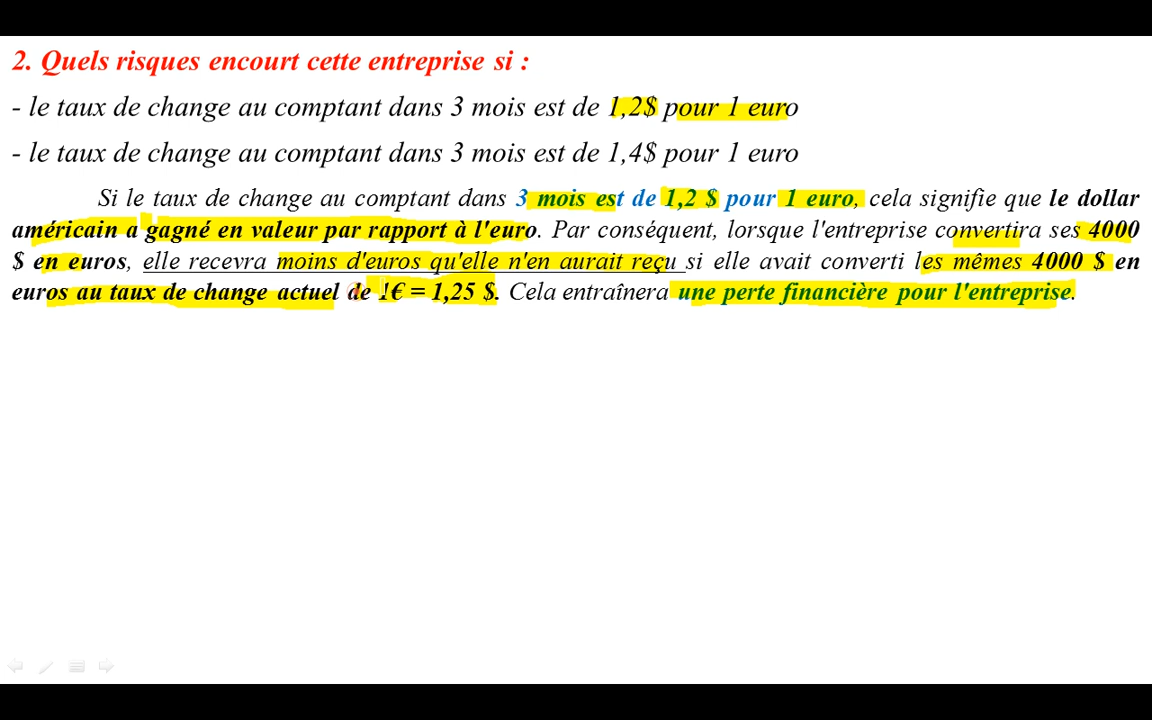 2. Quels risques encourt cette entreprise si :
- le taux de change au comptant dans 3 mois est de 1,2$ pour 1 euro
- le taux de change au comptant dans 3 mois est de 1,4$ pour 1 euro
Si le taux de change au comptant dans 3 mois est de 1,2 $ pour 1 euro, cela signifie que le dollar
américain a gagné en valeur par rapport à l'euro. Par conséquent, lorsque l'entreprise convertira ses 4000
$ en euros, elle recevra moins d'euros qu'elle n'en aurait reçu si elle avait converti les mêmes 4000 $ en
euros au taux de change actuel de 1€ = 1,25 $. Cela entraînera une perte financière pour l'entreprise.